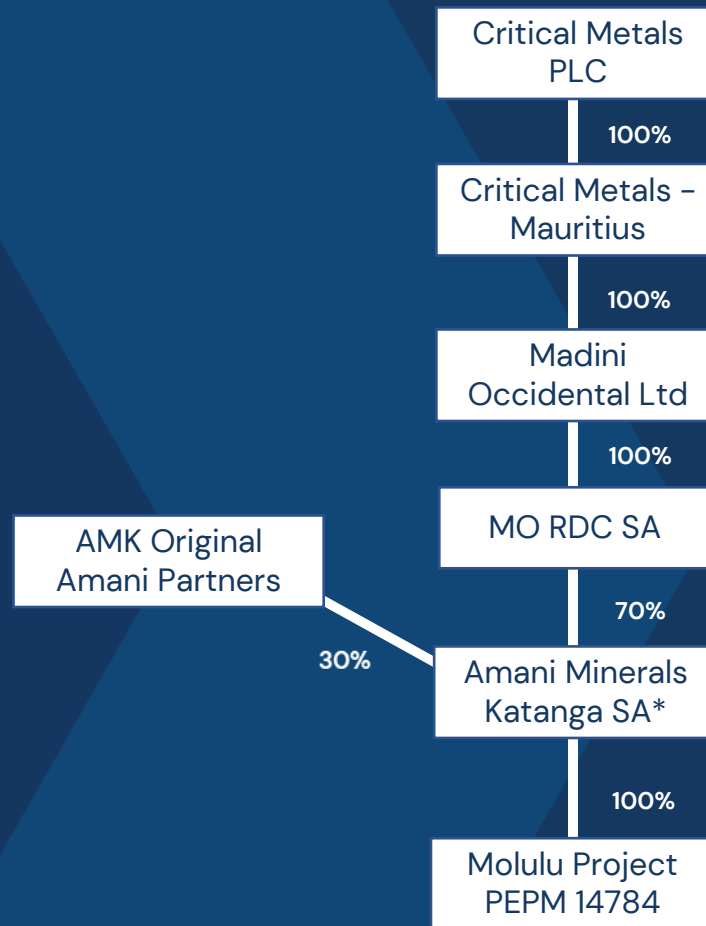 Critical Metals
PLC
100%
Critical Metals -
Mauritius
100%
Madini
Occidental Ltd
100%
MO RDC SA
AMK Original
Amani Partners
70%
30%
Amani Minerals
Katanga SA*
100%
Molulu Project
PEPM 14784